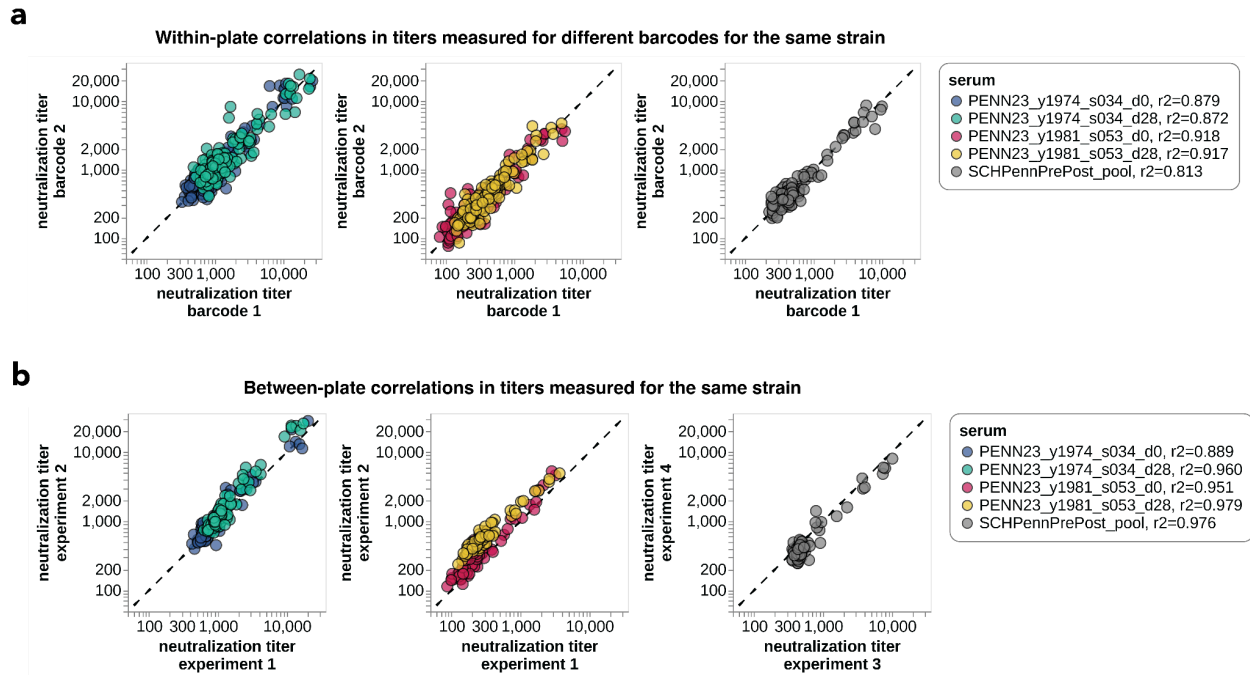 a
Within-plate correlations in titers measured for different barcodes for the same strain
neutralization titer
barcode 2
20,000
10,000
2,000
1,000
200
100
100 300 1,000 10,000
neutralization titer
barcode 1
neutralization titer
barcode 2
20,000
10,000
2,000
1,000
200
100
100 300 1,000 10,000
neutralization titer
barcode 1
neutralization titer
barcode 2
20,000
10,000
2,000
1,000
200
100
100 300 1,000 10,000
neutralization titer
barcode 1
serum
PENN23_y1974_s034_d0, r2=0.879
PENN23_y1974_s034_d28, r2=0.872
PENN23_y1981_s053_d0, r2=0.918
PENN23_y1981_s053_d28, r2=0.917
SCHPennPrePost_pool, r2=0.813
b
Between-plate correlations in titers measured for the same strain
neutralization titer
experiment 2
20,000
10,000
2,000
1,000
200
100
100 300 1,000 10,000
neutralization titer
experiment 1
neutralization titer
experiment 2
20,000
10,000
2,000
1,000
200
100
100 300 1,000 10,000
neutralization titer
experiment 1
neutralization titer
experiment 4
20,000
10,000
2,000
1,000
200
100
100 300 1,000 10,000
neutralization titer
experiment 3
serum
PENN23_y1974_s034_d0, r2=0.889
PENN23_y1974_s034_d28, r2=0.960
PENN23_y1981_s053_d0, r2=0.951
PENN23_y1981_s053_d28, r2=0.979
SCHPennPrePost_pool, r2=0.976